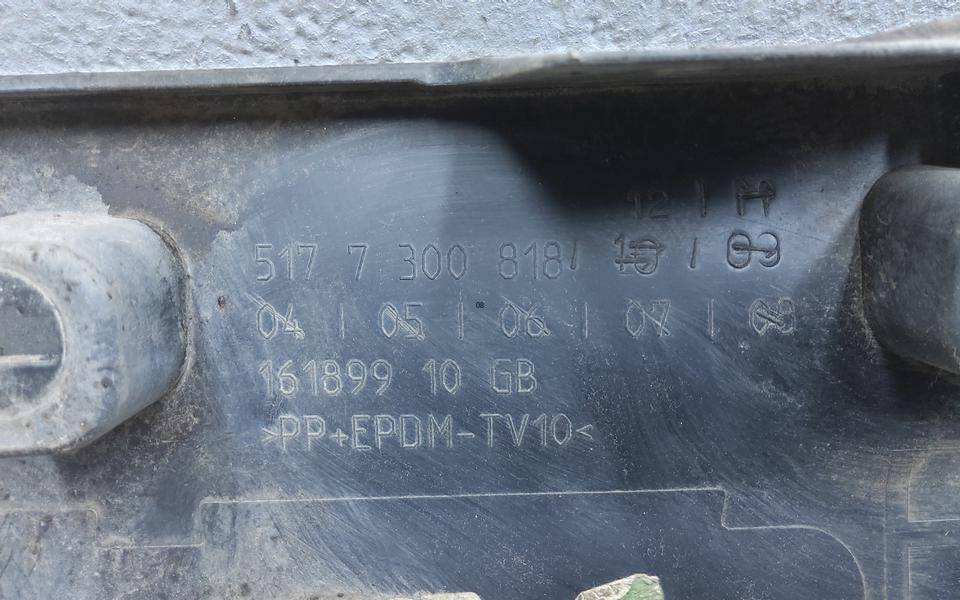 12 | 11
517 7 300 818 | 10 | 09
04 | 05 | 06 | 07 | 08
161899 10 GB
>PP+EPDM-TV10<